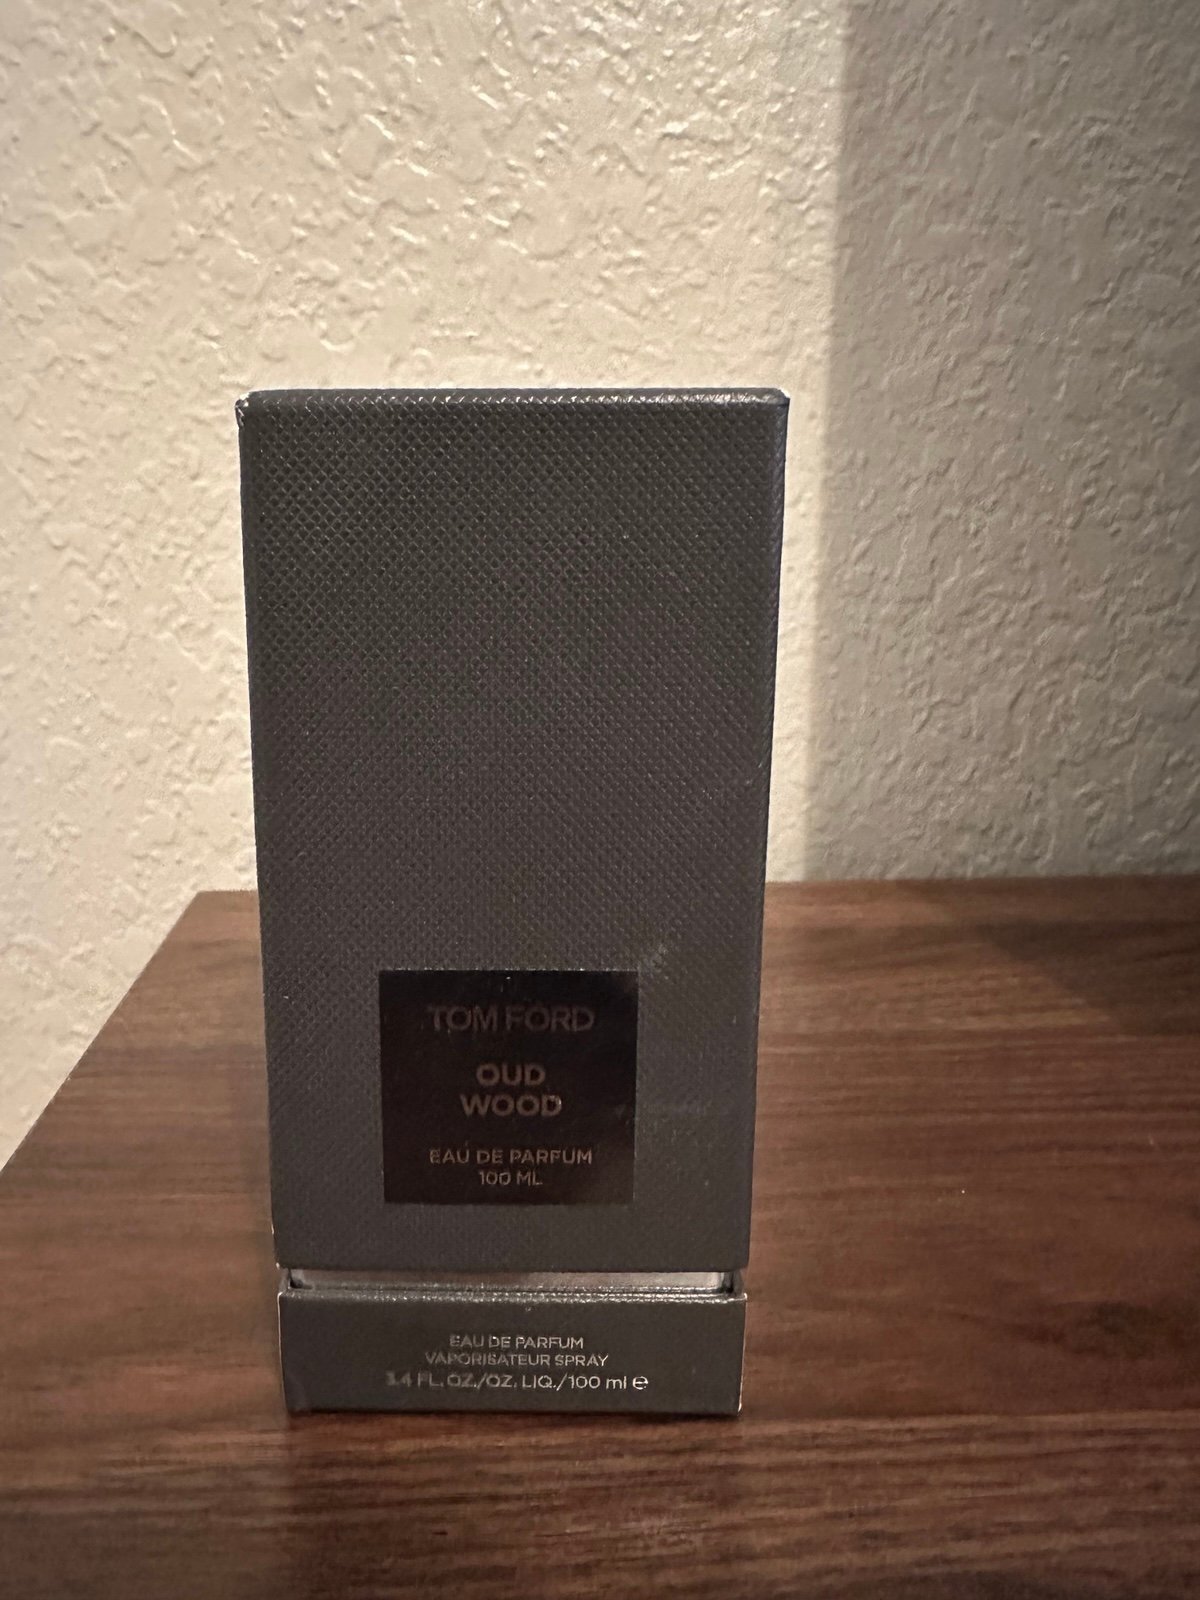 TOM FORD
OUD
WOOD
EAU DE PARFUM
100 ML
EAU DE PARFUM
VAPORISATEUR SPRAY
3.4 FL. OZ./OZ. LIQ./100 ml ℮